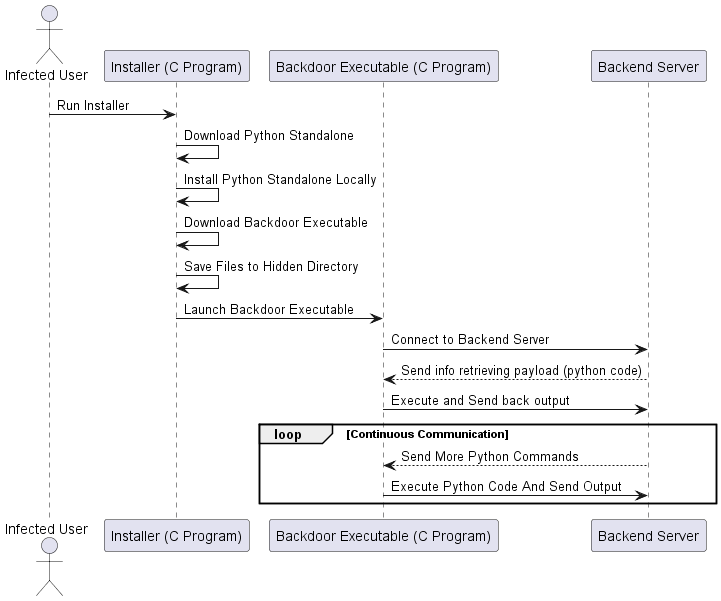 Infected User
Installer (C Program)
Backdoor Executable (C Program)
Backend Server
Run Installer
Download Python Standalone
Install Python Standalone Locally
Download Backdoor Executable
Save Files to Hidden Directory
Launch Backdoor Executable
Connect to Backend Server
Send info retrieving payload (python code)
Execute and Send back output
loop [Continuous Communication]
Send More Python Commands
Execute Python Code And Send Output
Infected User
Installer (C Program)
Backdoor Executable (C Program)
Backend Server